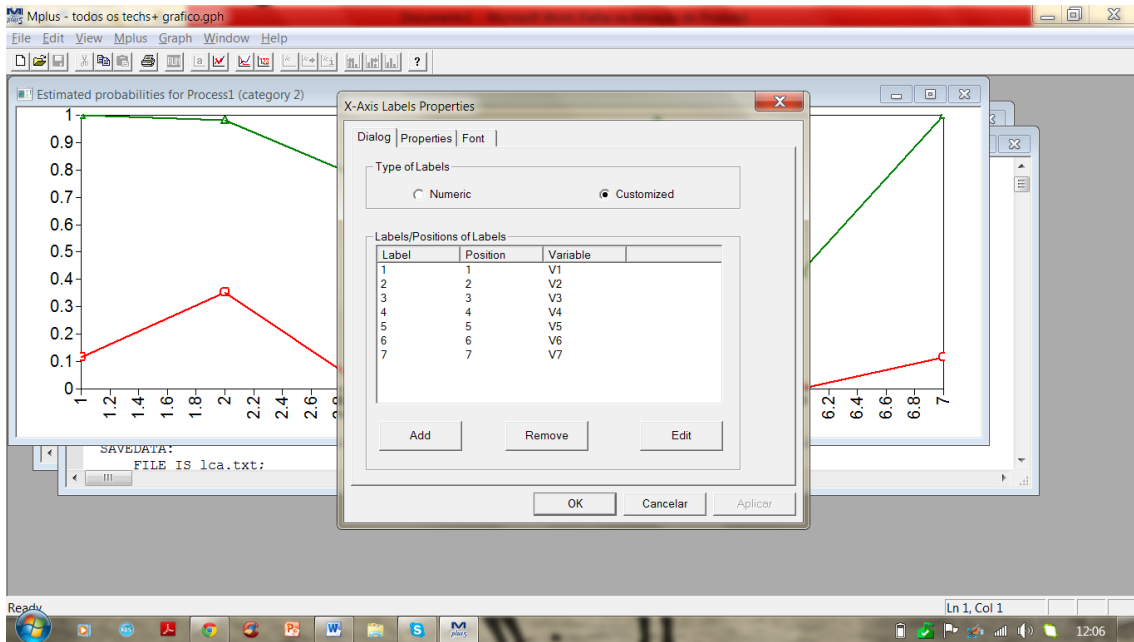 Mplus - todos os techs+ grafico.gph
File Edit View Mplus Graph Window Help
Estimated probabilities for Process1 (category 2)
1
0.9
0.8
0.7
0.6
0.5
0.4
0.3
0.2
0.1
0
1 1.2 1.4 1.6 1.8 2 2.2 2.4 2.6 6.2 6.4 6.6 6.8 7
X-Axis Labels Properties
Dialog Properties Font
Type of Labels
Numeric Customized
Labels/Positions of Labels
Label Position Variable
1 1 V1
2 2 V2
3 3 V3
4 4 V4
5 5 V5
6 6 V6
7 7 V7
Add Remove Edit
OK Cancelar Aplicar
SAVEDATA:
FILE IS lca.txt;
Ready
Ln 1, Col 1
12:06